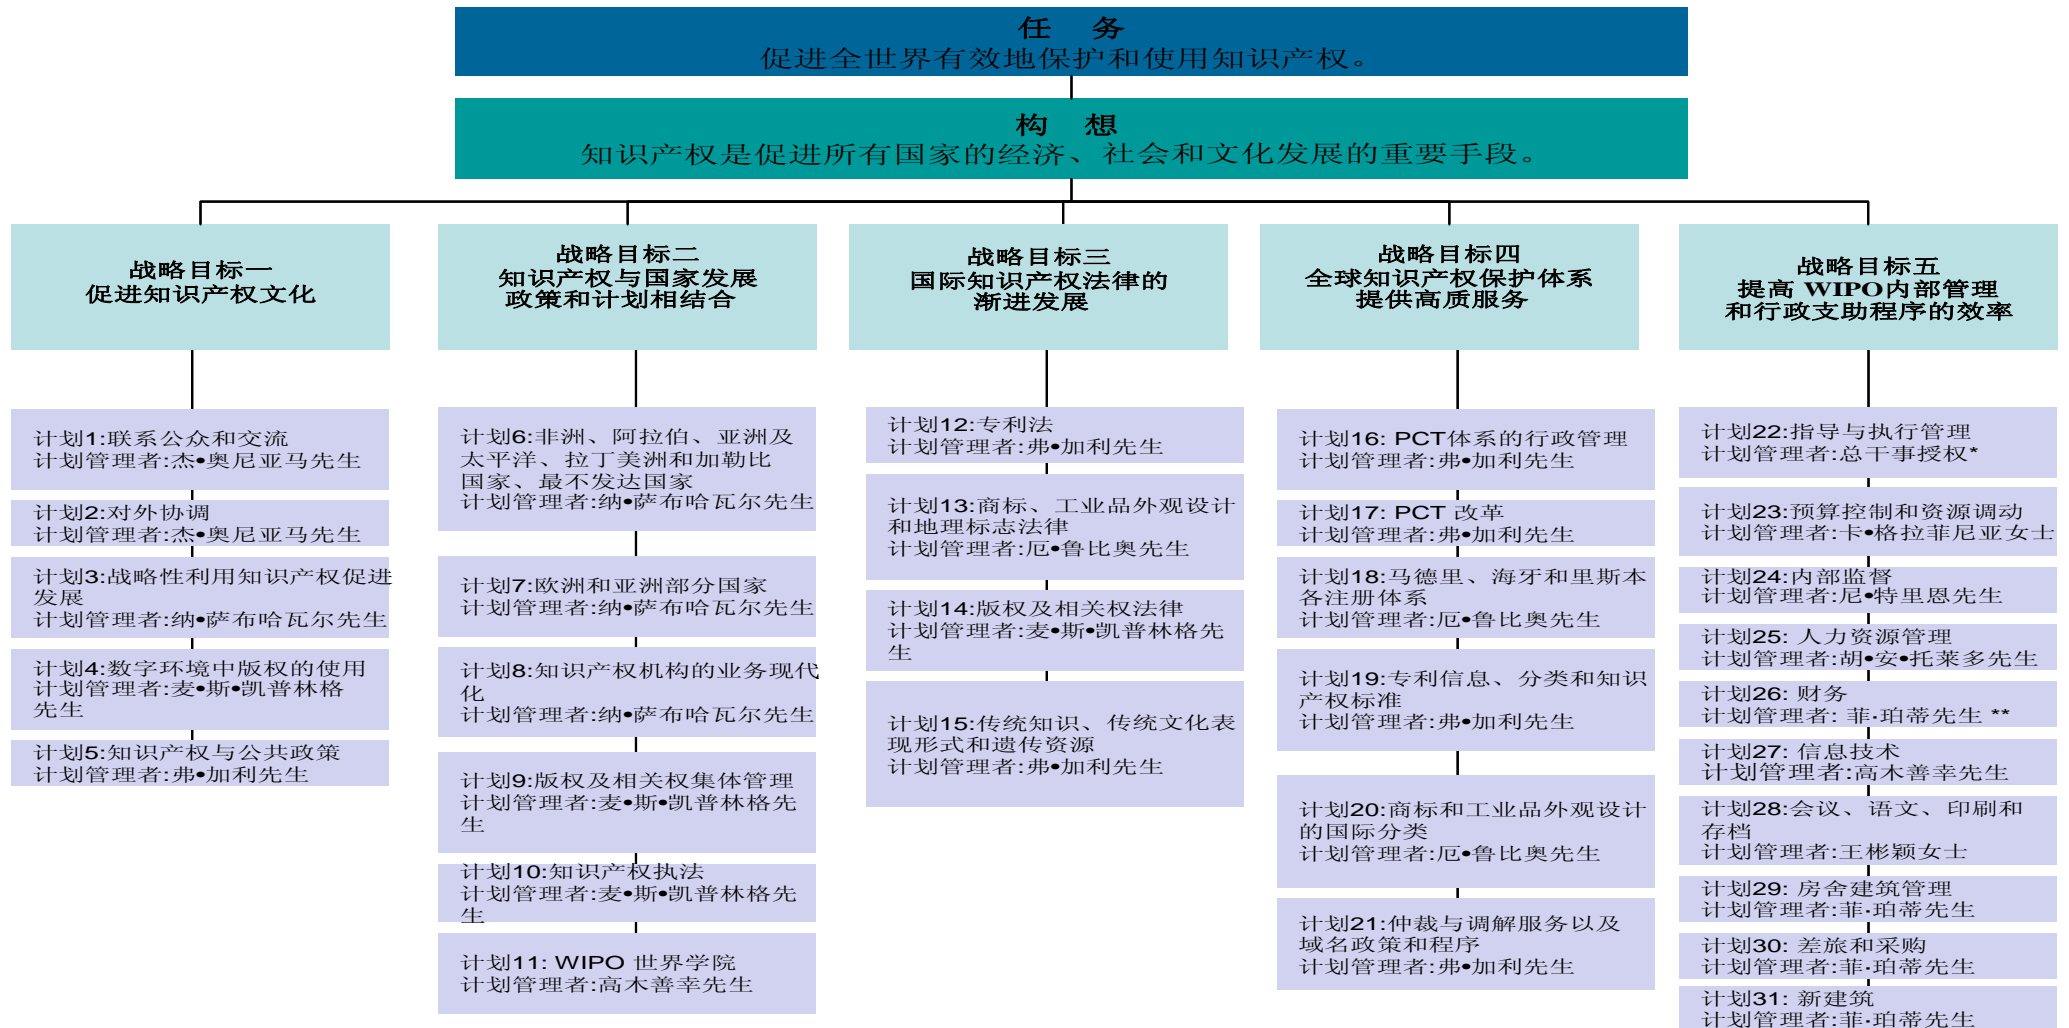 任 务
促进全世界有效地保护和使用知识产权。
构 想
知识产权是促进所有国家的经济、社会和文化发展的重要手段。
战略目标一
促进知识产权文化
计划1:联系公众和交流
计划管理者:杰•奥尼亚马先生
计划2:对外协调
计划管理者:杰•奥尼亚马先生
计划3:战略性利用知识产权促进
发展
计划管理者:纳•萨布哈瓦尔先生
计划4:数字环境中版权的使用
计划管理者:麦•斯•凯普林格
先生
计划5:知识产权与公共政策
计划管理者:弗•加利先生
战略目标二
知识产权与国家发展
政策和计划相结合
计划6:非洲、阿拉伯、亚洲及
太平洋、拉丁美洲和加勒比
国家、最不发达国家
计划管理者:纳•萨布哈瓦尔先生
计划7:欧洲和亚洲部分国家
计划管理者:纳•萨布哈瓦尔先生
计划8:知识产权机构的业务现代
化
计划管理者:纳•萨布哈瓦尔先生
计划9:版权及相关权集体管理
计划管理者:麦•斯•凯普林格先
生
计划10:知识产权执法
计划管理者:麦•斯•凯普林格先
生
计划11: WIPO 世界学院
计划管理者:高木善幸先生
战略目标三
国际知识产权法律的
渐进发展
计划12:专利法
计划管理者:弗•加利先生
计划13:商标、工业品外观设计
和地理标志法律
计划管理者:厄•鲁比奥先生
计划14:版权及相关权法律
计划管理者:麦•斯•凯普林格先
生
计划15:传统知识、传统文化表
现形式和遗传资源
计划管理者:弗•加利先生
战略目标四
全球知识产权保护体系
提供高质服务
计划16: PCT体系的行政管理
计划管理者:弗•加利先生
计划17: PCT 改革
计划管理者:弗•加利先生
计划18:马德里、海牙和里斯本
各注册体系
计划管理者:厄•鲁比奥先生
计划19:专利信息、分类和知识
产权标准
计划管理者:弗•加利先生
计划20:商标和工业品外观设计
的国际分类
计划管理者:厄•鲁比奥先生
计划21:仲裁与调解服务以及
域名政策和程序
计划管理者:弗•加利先生
战略目标五
提高 WIPO内部管理
和行政支助程序的效率
计划22:指导与执行管理
计划管理者:总干事授权*
计划23:预算控制和资源调动
计划管理者:卡•格拉菲尼亚女士
计划24:内部监督
计划管理者:尼•特里恩先生
计划25: 人力资源管理
计划管理者:胡•安•托莱多先生
计划26: 财务
计划管理者: 菲·珀蒂先生 **
计划27: 信息技术
计划管理者:高木善幸先生
计划28:会议、语文、印刷和
存档
计划管理者:王彬颖女士
计划29: 房舍建筑管理
计划管理者:菲·珀蒂先生
计划30: 差旅和采购
计划管理者:菲·珀蒂先生
计划31: 新建筑
计划管理者:菲·珀蒂先生